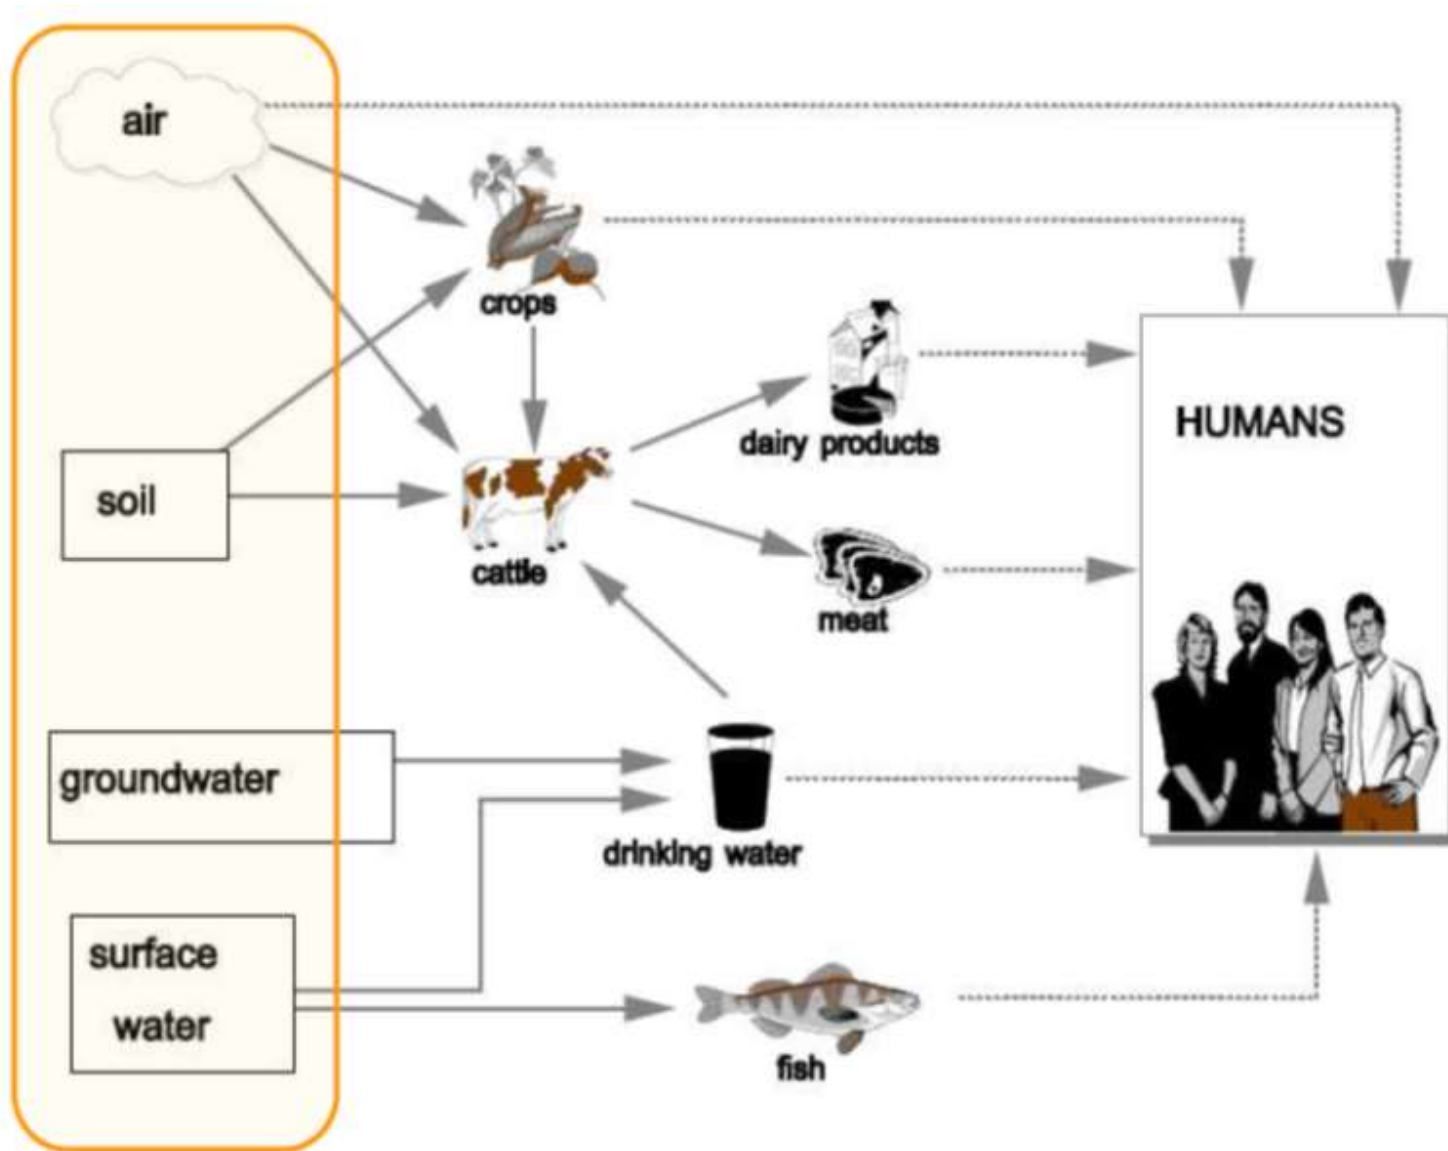 air
crops
dairy products
HUMANS
soil
cattle
meat
groundwater
drinking water
surface
water
fish